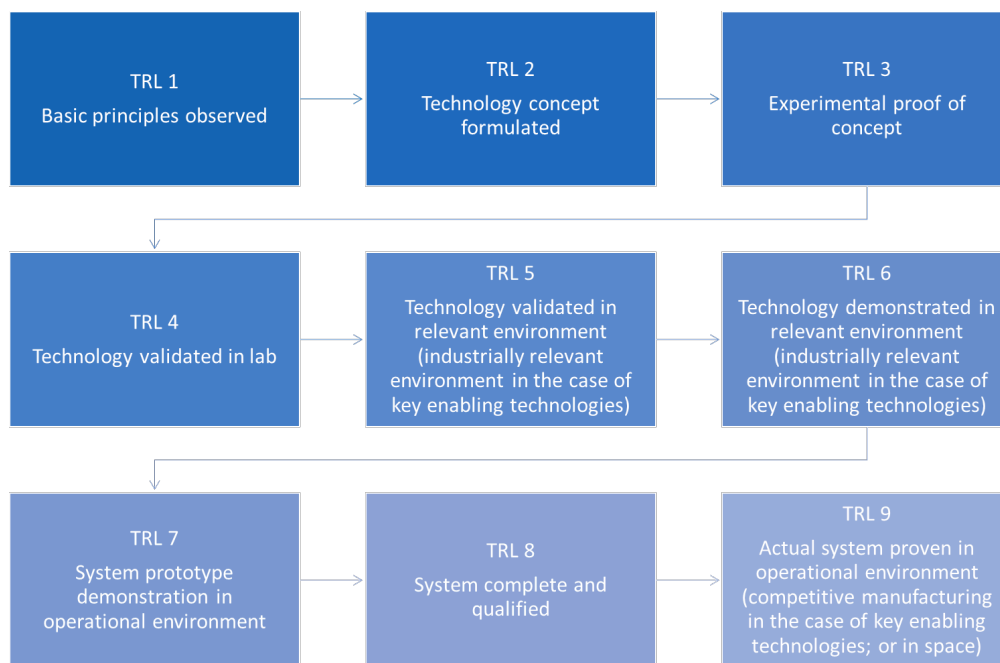 TRL 1
Basic principles observed
TRL 2
Technology concept
formulated
TRL 3
Experimental proof of
concept
TRL 4
Technology validated in lab
TRL 5
Technology validated in
relevant environment
(industrially relevant
environment in the case of
key enabling technologies)
TRL 6
Technology demonstrated in
relevant environment
(industrially relevant
environment in the case of
key enabling technologies)
TRL 7
System prototype
demonstration in
operational environment
TRL 8
System complete and
qualified
TRL 9
Actual system proven in
operational environment
(competitive manufacturing
in the case of key enabling
technologies; or in space)